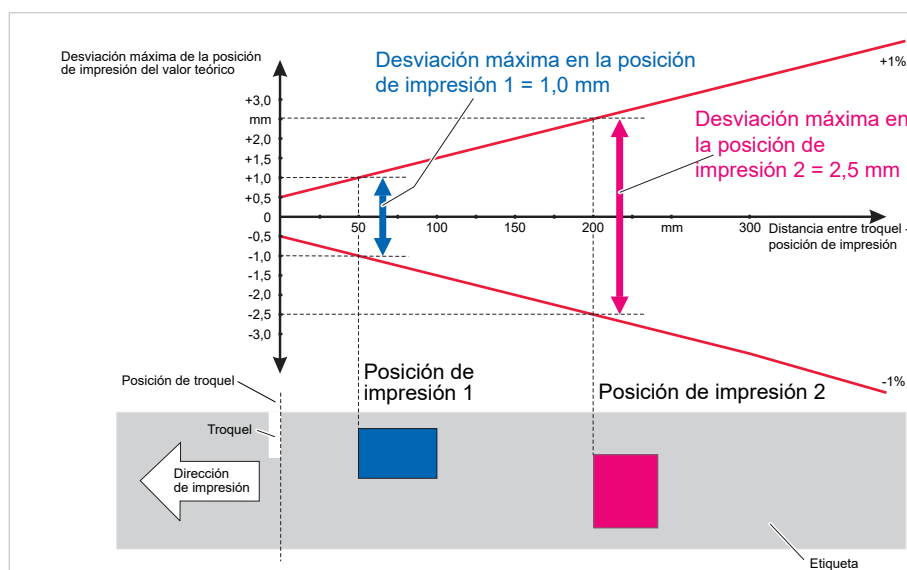 Desviación máxima de la posición
de impresión del valor teórico
Desviación máxima en la posición
de impresión 1 = 1,0 mm
+1%
+3,0
mm
+2,0
+1,5
+1,0
+0,5
0
-0,5
-1,0
-1,5
-2,0
-2,5
-3,0
Desviación máxima en
la posición de
impresión 2 = 2,5 mm
50
100
150
200
mm
300
Distancia entre troquel -
posición de impresión
-1%
Posición de troquel
Posición de
impresión 1
Posición de impresión 2
Troquel
Dirección
de impresión
Etiqueta